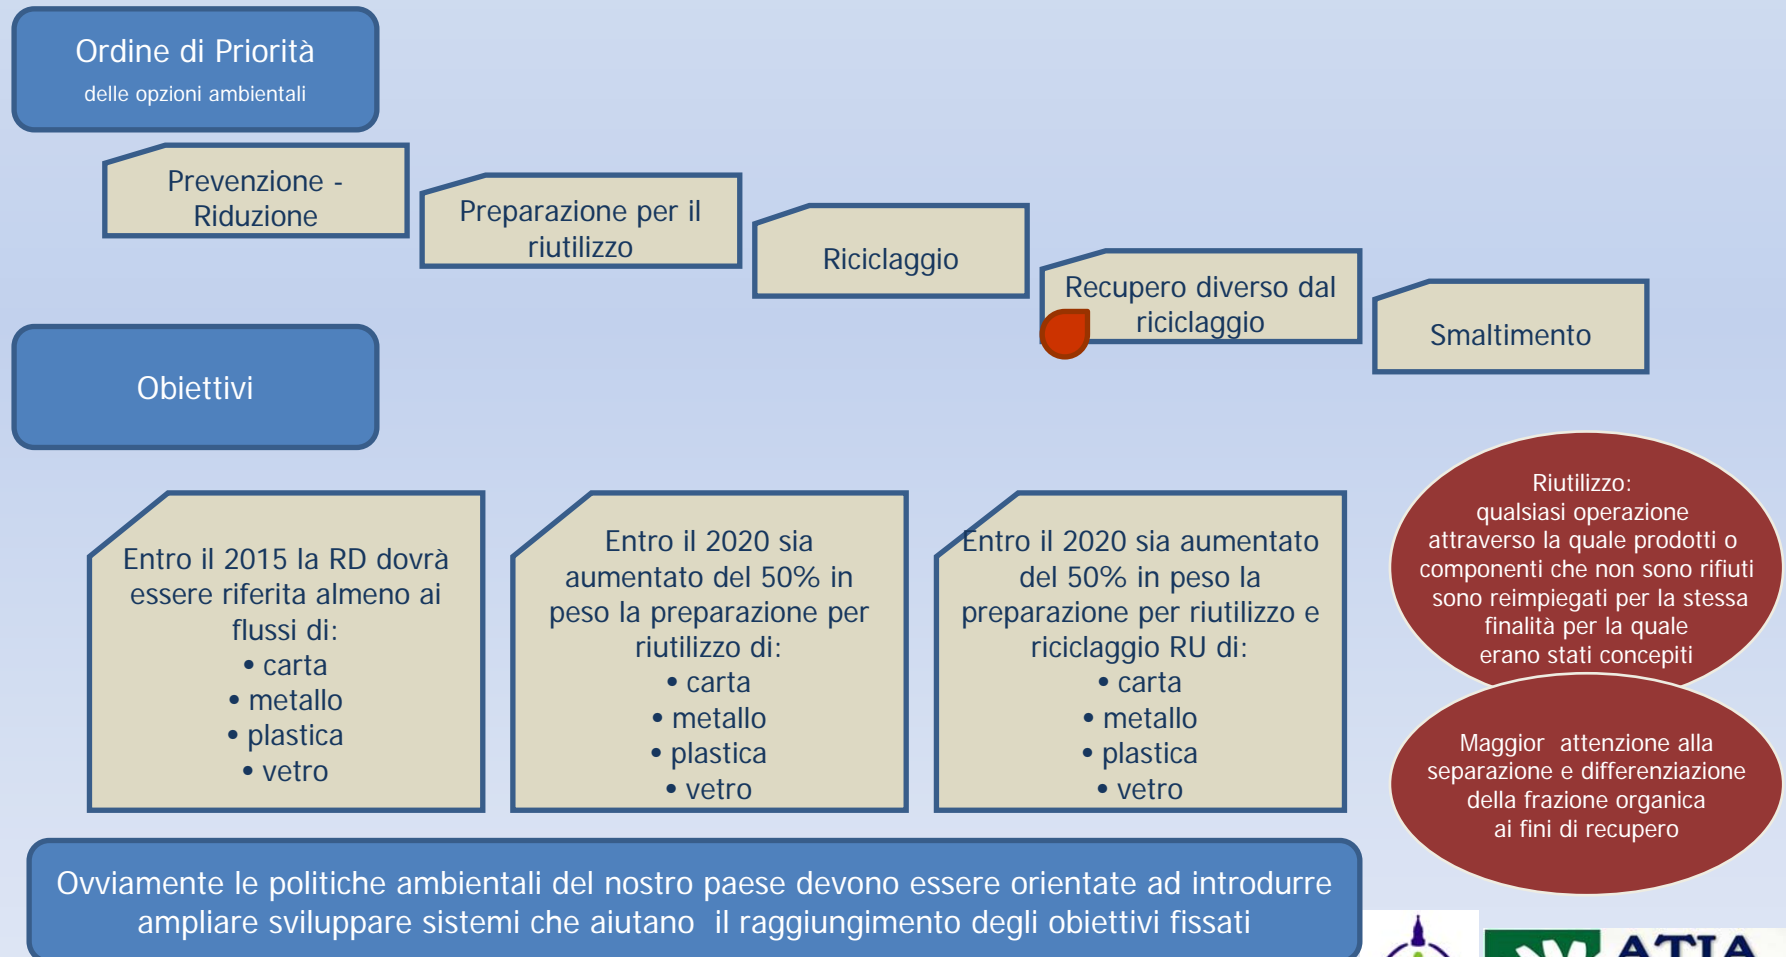 Ordine di Priorità
delle opzioni ambientali
Prevenzione -
Riduzione
Preparazione per il
riutilizzo
Riciclaggio
Recupero diverso dal
riciclaggio
Smaltimento
Obiettivi
Entro il 2015 la RD dovrà
essere riferita almeno ai
flussi di:
• carta
• metallo
• plastica
• vetro
Entro il 2020 sia
aumentato del 50% in
peso la preparazione per
riutilizzo di:
• carta
• metallo
• plastica
• vetro
Entro il 2020 sia aumentato
del 50% in peso la
preparazione per riutilizzo e
riciclaggio RU di:
• carta
• metallo
• plastica
• vetro
Riutilizzo:
qualsiasi operazione
attraverso la quale prodotti o
componenti che non sono rifiuti
sono reimpiegati per la stessa
finalità per la quale
erano stati concepiti
Maggior attenzione alla
separazione e differenziazione
della frazione organica
ai fini di recupero
Ovviamente le politiche ambientali del nostro paese devono essere orientate ad introdurre
ampliare sviluppare sistemi che aiutano il raggiungimento degli obiettivi fissati
ATIA